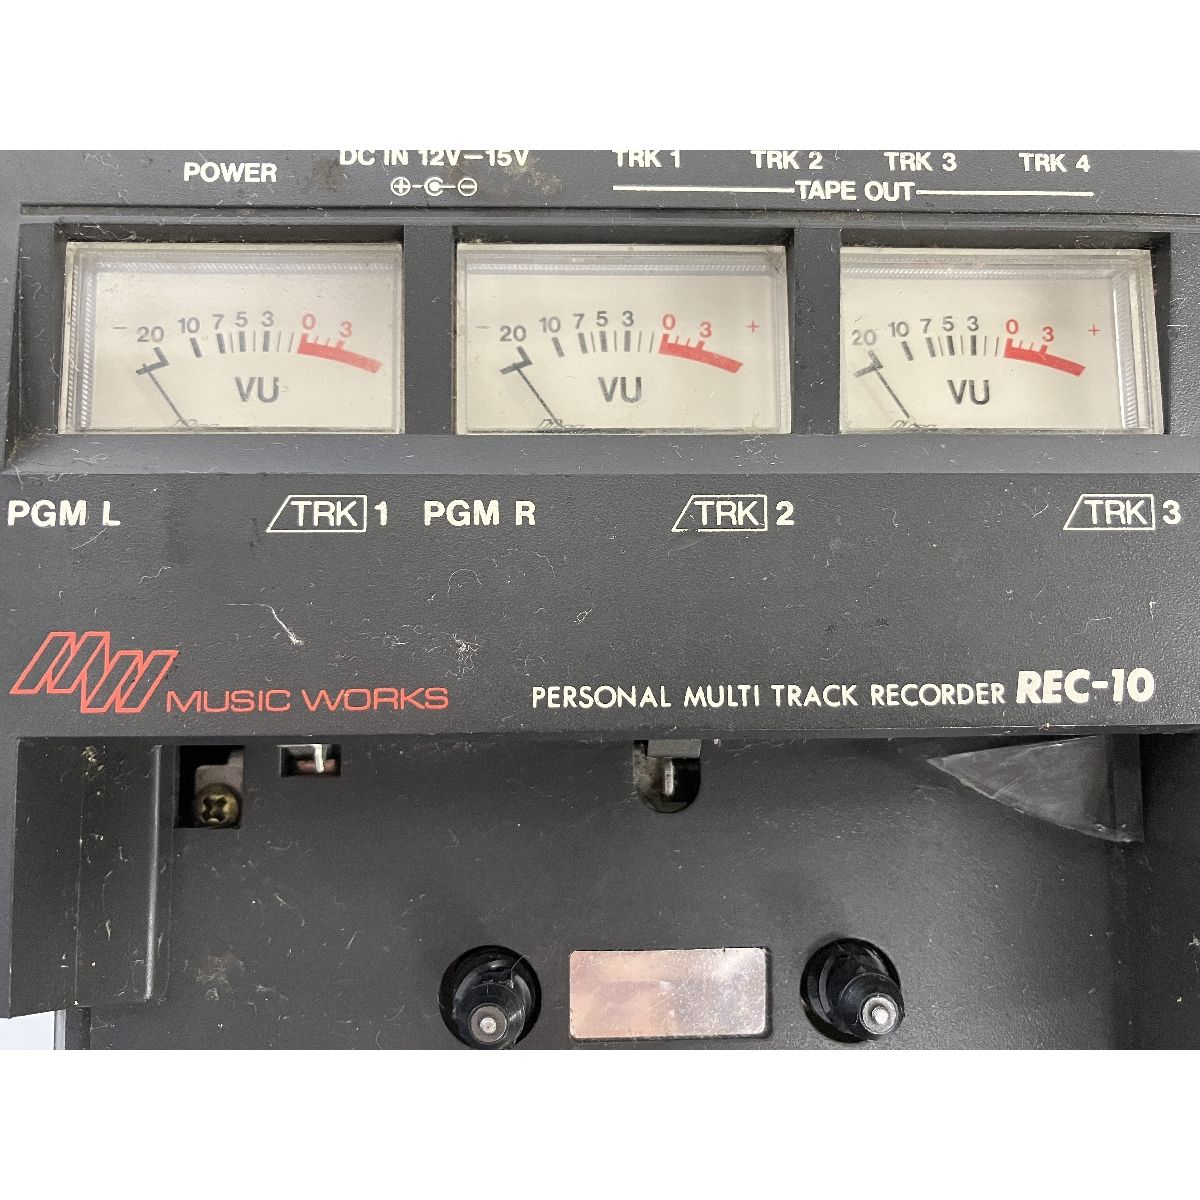 POWER
DC IN 12V–15V
TRK 1 TRK 2 TRK 3 TRK 4
TAPE OUT
– 20 10 7 5 3 0 3
VU
– 20 10 7 5 3 0 3 +
VU
20 10 7 5 3 0 3 +
VU
PGM L TRK 1 PGM R TRK 2 TRK 3
MUSIC WORKS
PERSONAL MULTI TRACK RECORDER REC-10